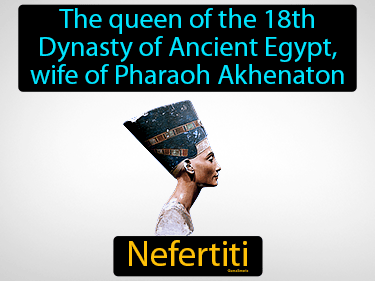 The queen of the 18th
Dynasty of Ancient Egypt,
wife of Pharaoh Akhenaton
Nefertiti